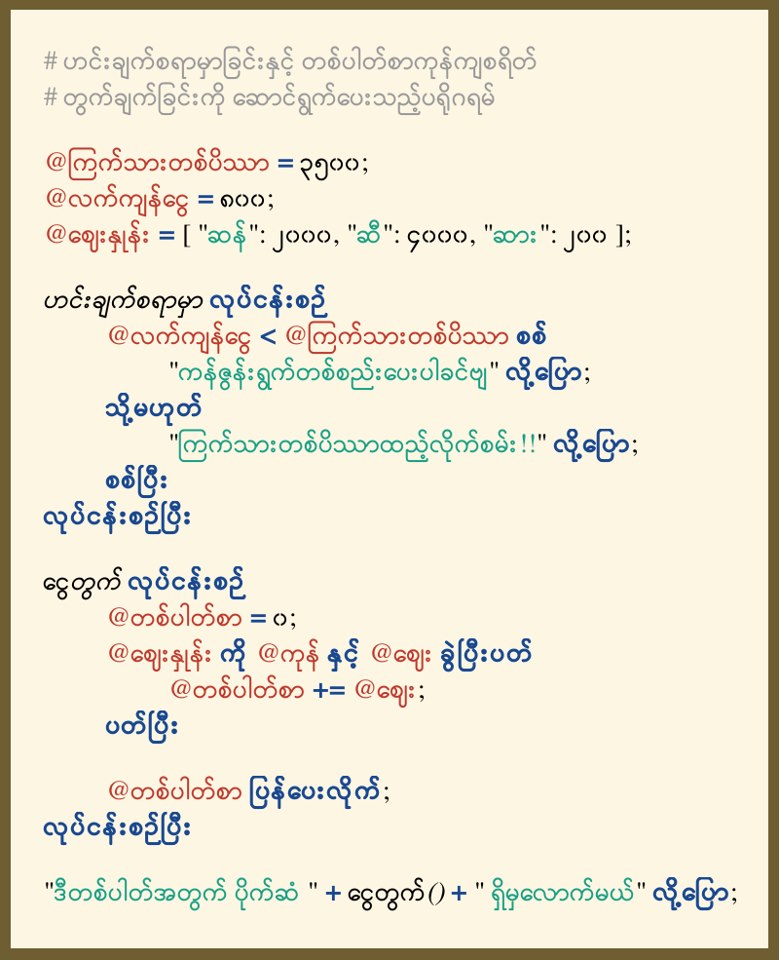 # ဟင်းချက်စရာမှာခြင်းနှင့် တစ်ပါတ်စာကုန်ကျစရိတ်
# တွက်ချက်ခြင်းကို ဆောင်ရွက်ပေးသည့်ပရိုဂရမ်
@ကြက်သားတစ်ပိဿာ = ၃၅၀၀;
@လက်ကျန်ငွေ = ၈၀၀;
@ဈေးနှုန်း = [ "ဆန်": ၂၀၀၀, "ဆီ": ၄၀၀၀, "ဆား": ၂၀၀ ];
ဟင်းချက်စရာမှာ လုပ်ငန်းစဉ်
@လက်ကျန်ငွေ < @ကြက်သားတစ်ပိဿာ စစ်
"ကန်ဇွန်းရွက်တစ်စည်းပေးပါခင်ဗျ" လို့ပြော;
သို့မဟုတ်
"ကြက်သားတစ်ပိဿာထည့်လိုက်စမ်း!!" လို့ပြော;
စစ်ပြီး
လုပ်ငန်းစဉ်ပြီး
ငွေတွက် လုပ်ငန်းစဉ်
@တစ်ပါတ်စာ = ၀;
@ဈေးနှုန်း ကို @ကုန် နှင့် @ဈေး ခွဲပြီးပတ်
@တစ်ပါတ်စာ += @ဈေး;
ပတ်ပြီး
@တစ်ပါတ်စာ ပြန်ပေးလိုက်;
လုပ်ငန်းစဉ်ပြီး
"ဒီတစ်ပါတ်အတွက် ပိုက်ဆံ " + ငွေတွက်() + " ရှိမှလောက်မယ်" လို့ပြော;